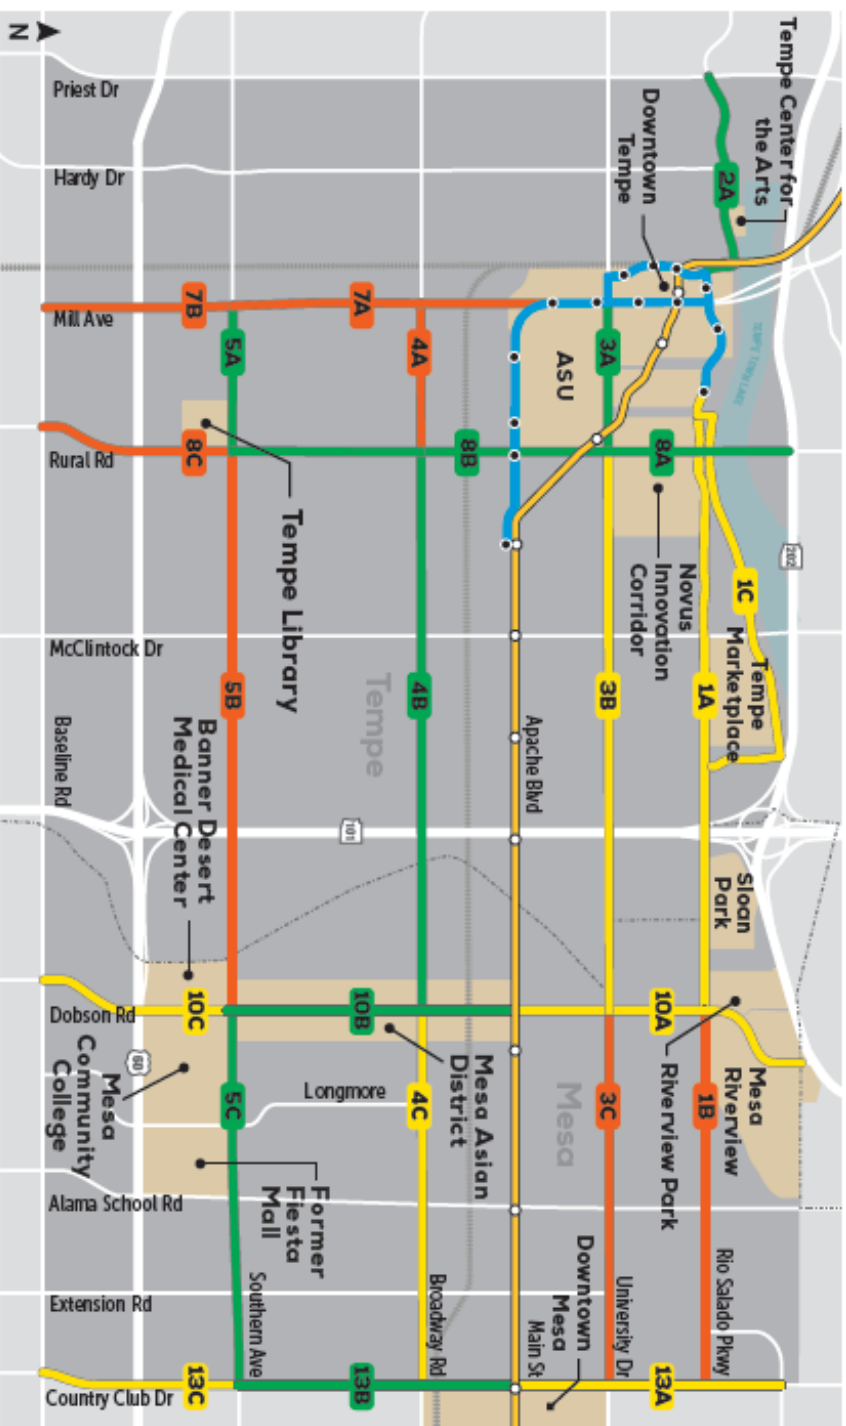 N
Priest Dr
Hardy Dr
Mill Ave
Rural Rd
McClintock Dr
Baseline Rd
Dobson Rd
Longmore
Alama School Rd
Extension Rd
Country Club Dr
Tempe Center for
the Arts
Downtown
Tempe
2A
7B
7A
5A
4A
3A
ASU
TEMPE TOWN LAKE
8C
8B
8A
Tempe Library
Novus
Innovation
Corridor
202
1C
Tempe
Marketplace
5B
4B
3B
1A
Tempe
Apache Blvd
Banner Desert
Medical Center
101
Sloan
Park
10C
10B
10A
Mesa
Community
College
60
Mesa Asian
District
Mesa
Riverview
Riverview Park
5C
4C
3C
1B
Mesa
Former
Fiesta
Mall
Downtown
Mesa
Southern Ave
Broadway Rd
Main St
University Dr
Rio Salado Pkwy
13C
13B
13A